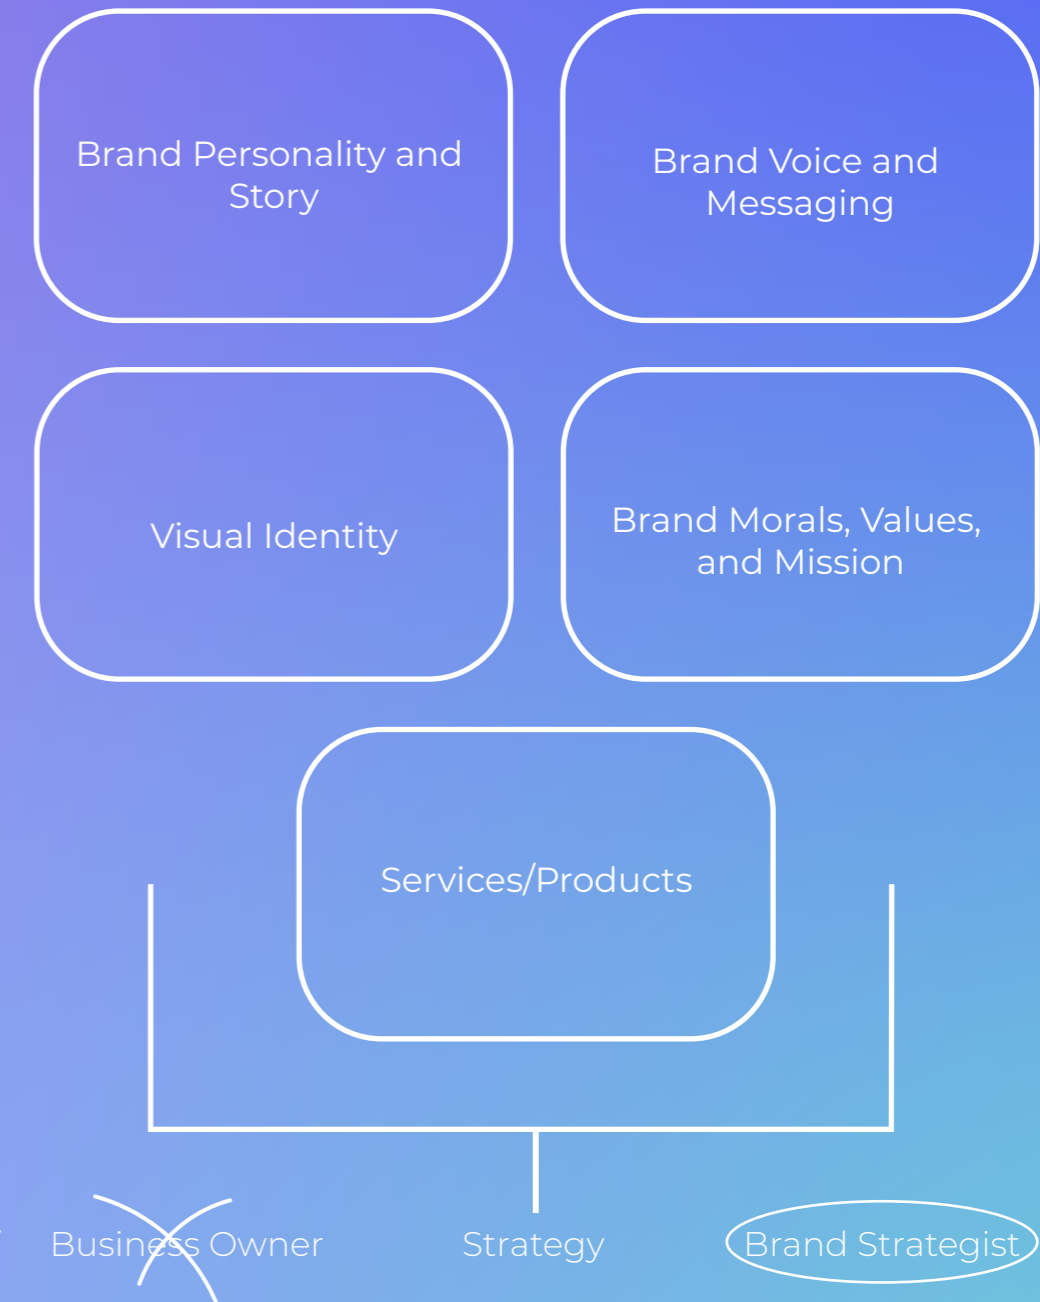 Brand Personality and
Story
Brand Voice and
Messaging
Visual Identity
Brand Morals, Values,
and Mission
Services/Products
Business Owner
Strategy
Brand Strategist